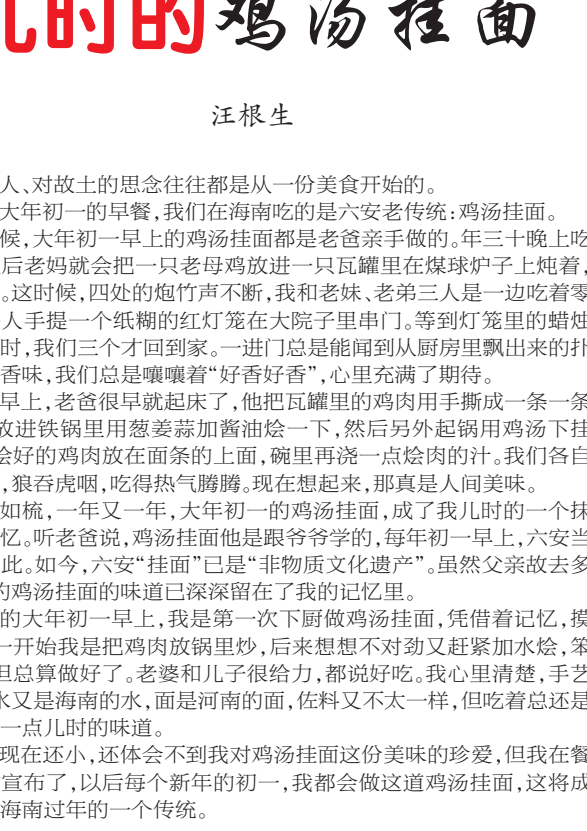 儿时的鸡汤挂面
汪根生
人、对故土的思念往往都是从一份美食开始的。
大年初一的早餐,我们在海南吃的是六安老传统:鸡汤挂面。
候,大年初一早上的鸡汤挂面都是老爸亲手做的。年三十晚上吃
后老妈就会把一只老母鸡放进一只瓦罐里在煤球炉子上炖着,
。这时候,四处的炮竹声不断,我和老妹、老弟三人是一边吃着零
人手提一个纸糊的红灯笼在大院子里串门。等到灯笼里的蜡烛
时,我们三个才回到家。一进门总是能闻到从厨房里飘出来的扑
香味,我们总是嚷嚷着“好香好香”,心里充满了期待。
早上,老爸很早就起床了,他把瓦罐里的鸡肉用手撕成一条一条
放进铁锅里用葱姜蒜加酱油烩一下,然后另外起锅用鸡汤下挂
烩好的鸡肉放在面条的上面,碗里再浇一点烩肉的汁。我们各自
,狼吞虎咽,吃得热气腾腾。现在想起来,那真是人间美味。
如梳,一年又一年,大年初一的鸡汤挂面,成了我儿时的一个抹
忆。听老爸说,鸡汤挂面他是跟爷爷学的,每年初一早上,六安当
此。如今,六安“挂面”已是“非物质文化遗产”。虽然父亲故去多
的鸡汤挂面的味道已深深留在了我的记忆里。
的大年初一早上,我是第一次下厨做鸡汤挂面,凭借着记忆,摸
一开始我是把鸡肉放锅里炒,后来想想不对劲又赶紧加水烩,笨
但总算做好了。老婆和儿子很给力,都说好吃。我心里清楚,手艺
水又是海南的水,面是河南的面,佐料又不太一样,但吃着总还是
一点儿时的味道。
现在还小,还体会不到我对鸡汤挂面这份美味的珍爱,但我在餐
宣布了,以后每个新年的初一,我都会做这道鸡汤挂面,这将成
海南过年的一个传统。